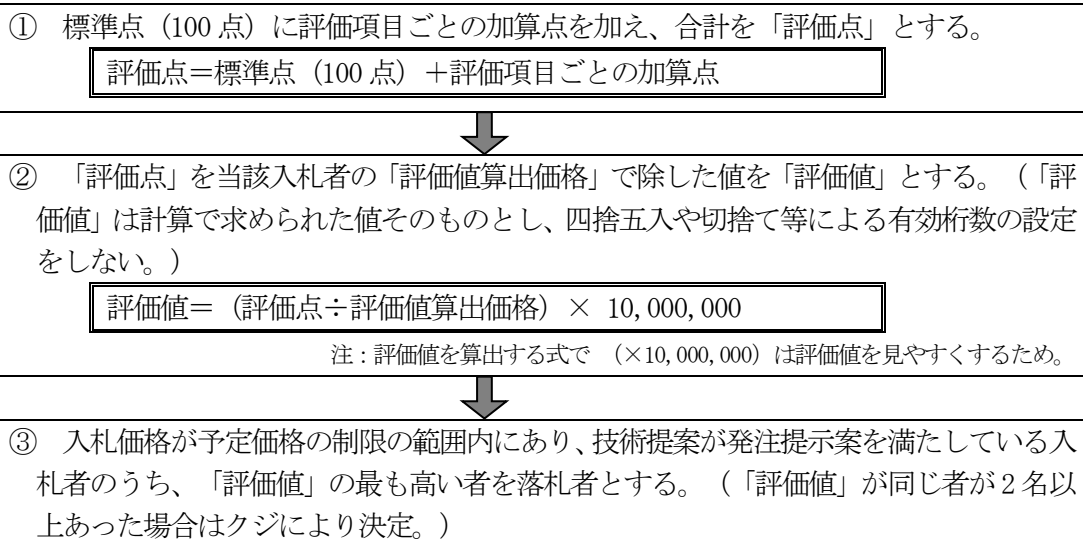 ① 標準点（100 点）に評価項目ごとの加算点を加え、合計を「評価点」とする。
評価点＝標準点（100 点）＋評価項目ごとの加算点
② 「評価点」を当該入札者の「評価値算出価格」で除した値を「評価値」とする。（「評
価値」は計算で求められた値そのものとし、四捨五入や切捨て等による有効桁数の設定
をしない。）
評価値＝（評価点÷評価値算出価格）× 10,000,000
注：評価値を算出する式で （×10,000,000）は評価値を見やすくするため。
③ 入札価格が予定価格の制限の範囲内にあり、技術提案が発注提示案を満たしている入
札者のうち、「評価値」の最も高い者を落札者とする。（「評価値」が同じ者が２名以
上あった場合はクジにより決定。）